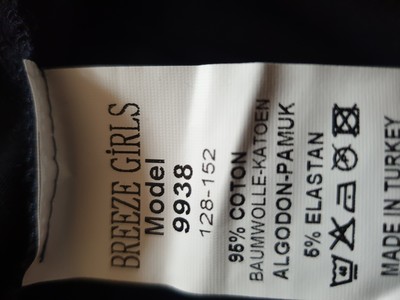 BREEZE GiRLS
Model
9938
128-152
95% COTON
BAUMWOLLE-KATOEN
ALGODON-PAMUK
5% ELASTAN
MADE IN TURKEY